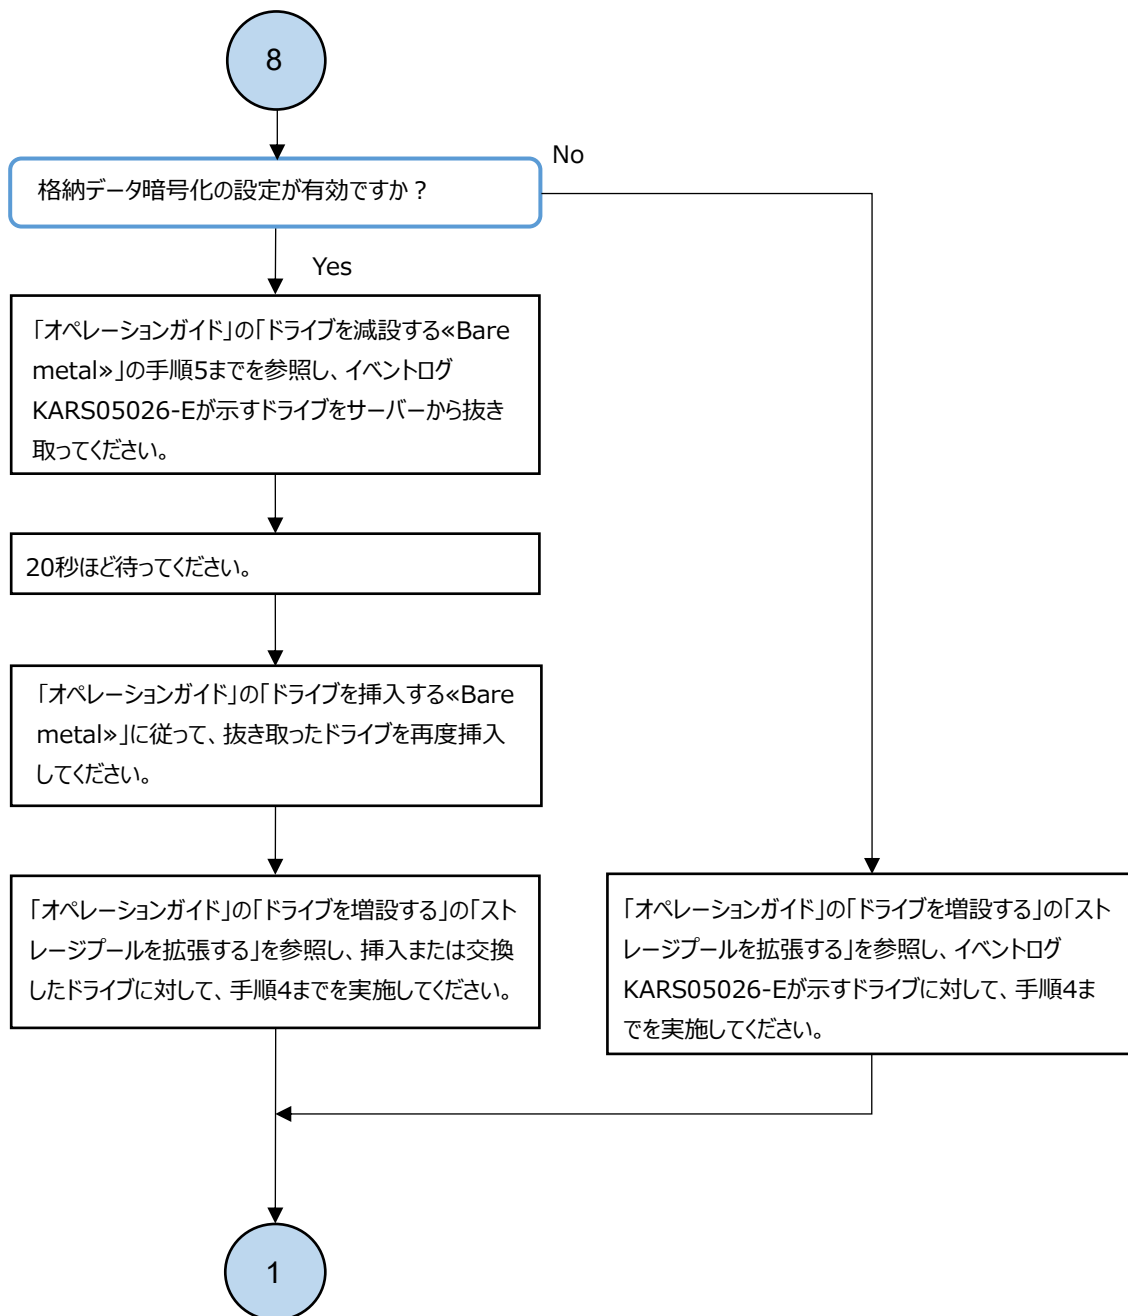 8
No
格納データ暗号化の設定が有効ですか？
Yes
「オペレーションガイド」の「ドライブを減設する«Bare
metal»」の手順5までを参照し、イベントログ
KARS05026-Eが示すドライブをサーバーから抜き
取ってください。
20秒ほど待ってください。
「オペレーションガイド」の「ドライブを挿入する«Bare
metal»」に従って、抜き取ったドライブを再度挿入
してください。
「オペレーションガイド」の「ドライブを増設する」の「スト
レージプールを拡張する」を参照し、挿入または交換
したドライブに対して、手順4までを実施してください。
「オペレーションガイド」の「ドライブを増設する」の「スト
レージプールを拡張する」を参照し、イベントログ
KARS05026-Eが示すドライブに対して、手順4ま
でを実施してください。
1